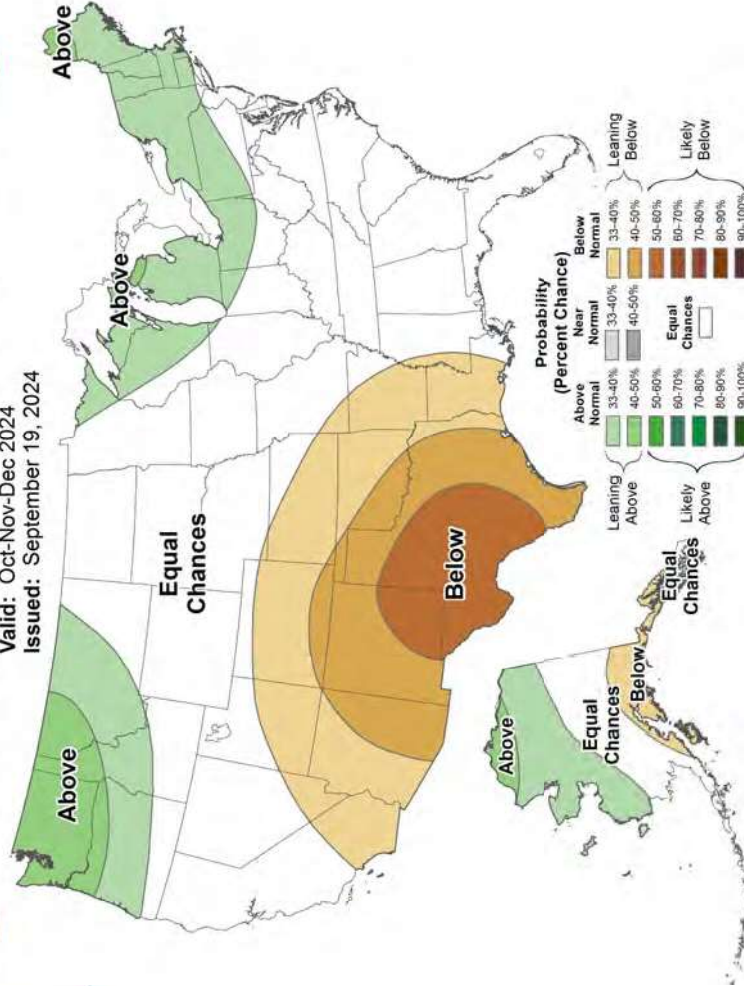 Valid: Oct-Nov-Dec 2024
Issued: September 19, 2024
Above
Above
Above
Equal
Chances
Below
Above
Equal
Chances
Below
Equal
Chances
Probability
(Percent Chance)
Above
Normal
Near
Normal
Below
Normal
Leaning
Above
33-40%
40-50%
33-40%
40-50%
33-40%
40-50%
Leaning
Below
Likely
Above
50-60%
60-70%
70-80%
80-90%
90-100%
Equal
Chances
50-60%
60-70%
70-80%
80-90%
90-100%
Likely
Below